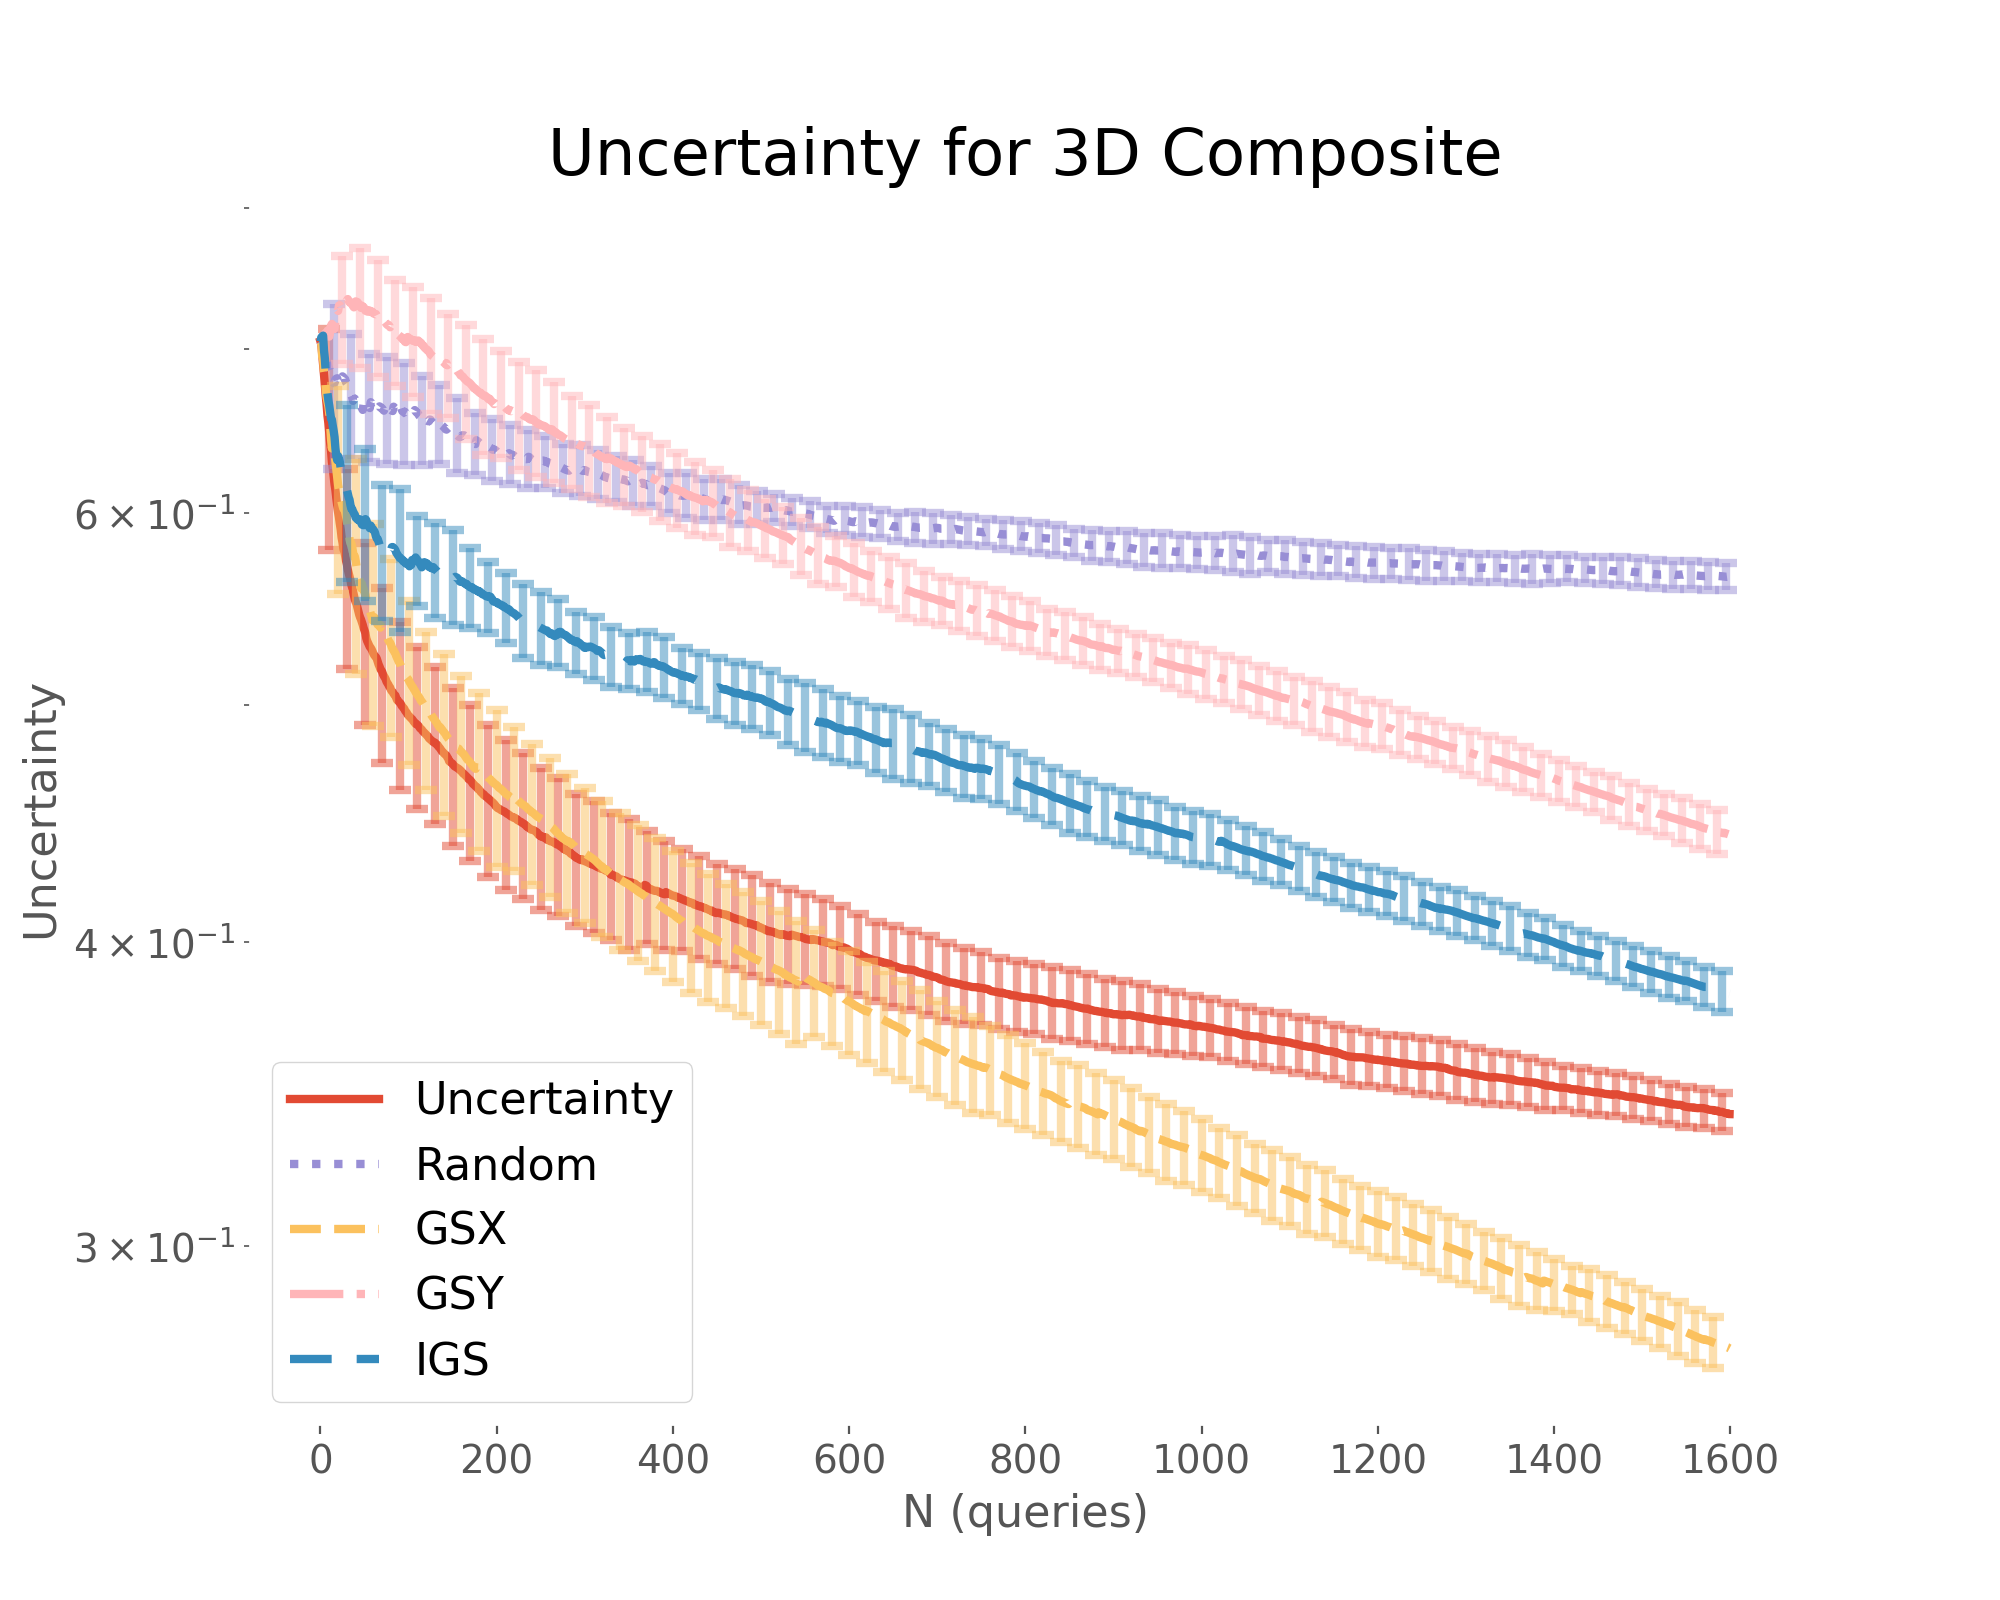 Uncertainty for 3D Composite
Uncertainty
6 × 10⁻¹
4 × 10⁻¹
3 × 10⁻¹
Uncertainty
Random
GSX
GSY
IGS
0 200 400 600 800 1000 1200 1400 1600
N (queries)